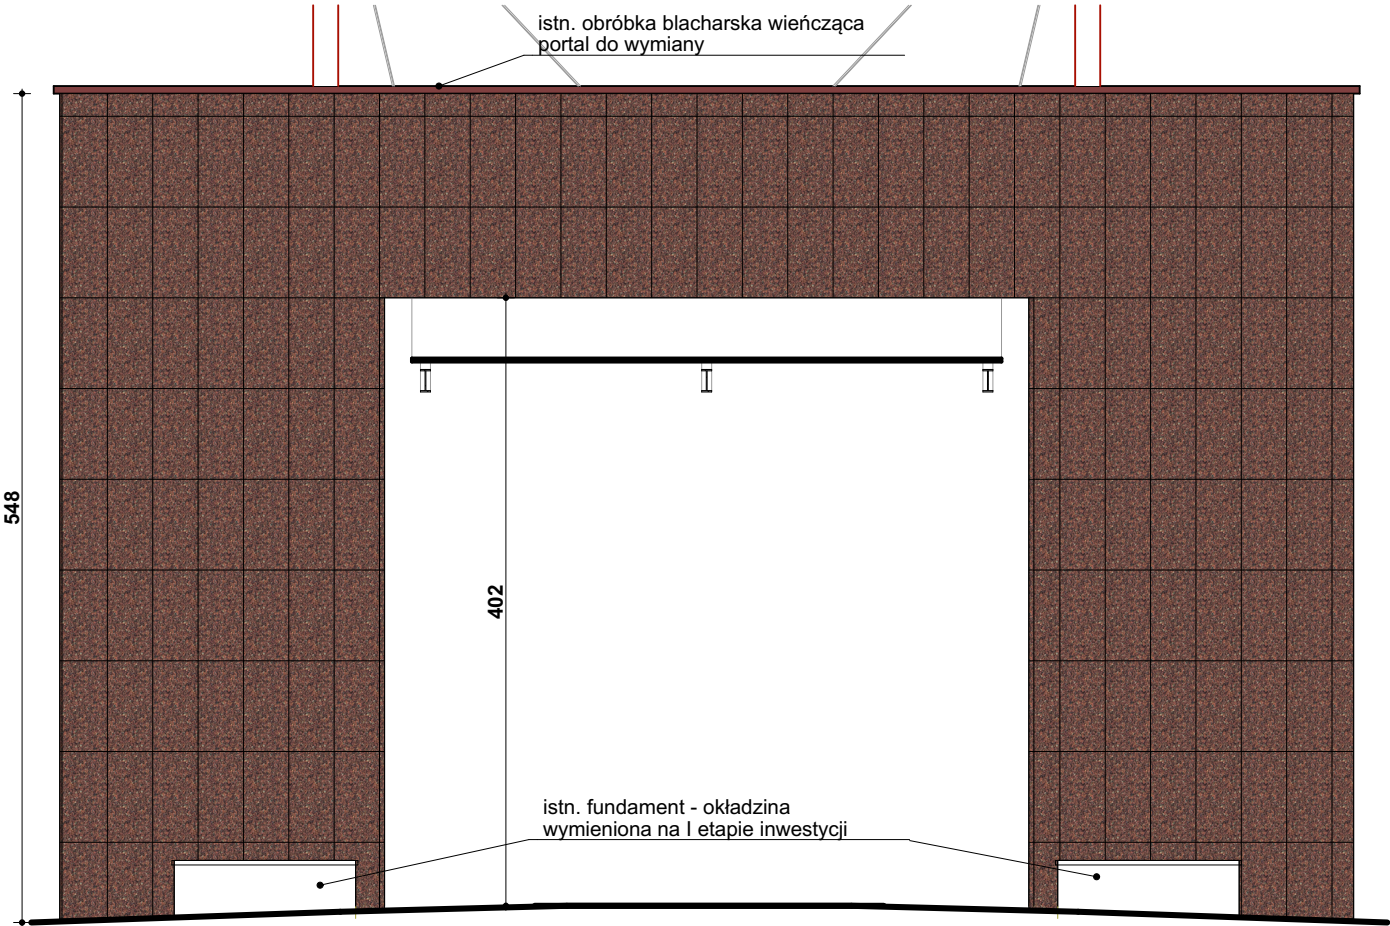 istn. obróbka blacharska wieńcząca
portal do wymiany
548
402
istn. fundament - okładzina
wymieniona na I etapie inwestycji